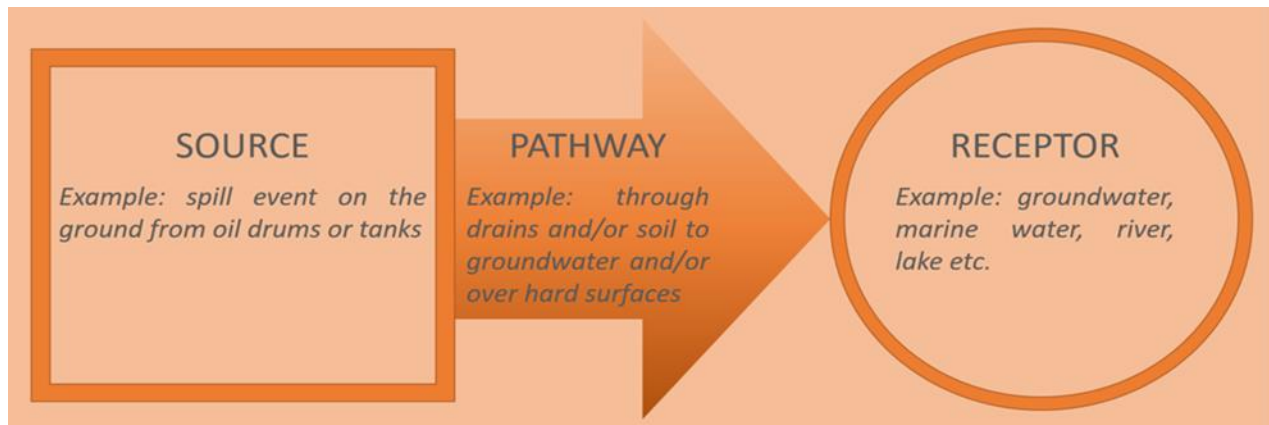 SOURCE
Example: spill event on the
ground from oil drums or tanks
PATHWAY
Example: through
drains and/or soil to
groundwater and/or
over hard surfaces
RECEPTOR
Example: groundwater,
marine water, river,
lake etc.